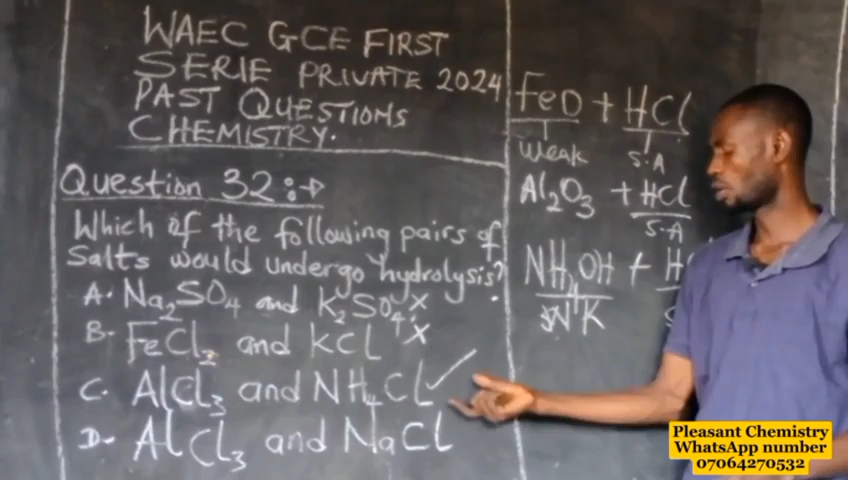 WAEC GCE FIRST
SERIE PRIVATE 2024
PAST QUESTIONS
CHEMISTRY.
Question 32:→
Which of the following pairs of
Salts would undergo hydrolysis?
A. Na₂SO₄ and K₂SO₄. ×
B. FeCl₂ and KCl ×
C. AlCl₃ and NH₄Cl ✓
D. AlCl₃ and NaCl
FeO + HCl
weak S.A
Al₂O₃ + HCl
S.A
NH₄OH + H
WK S
Pleasant Chemistry
WhatsApp number
07064270532